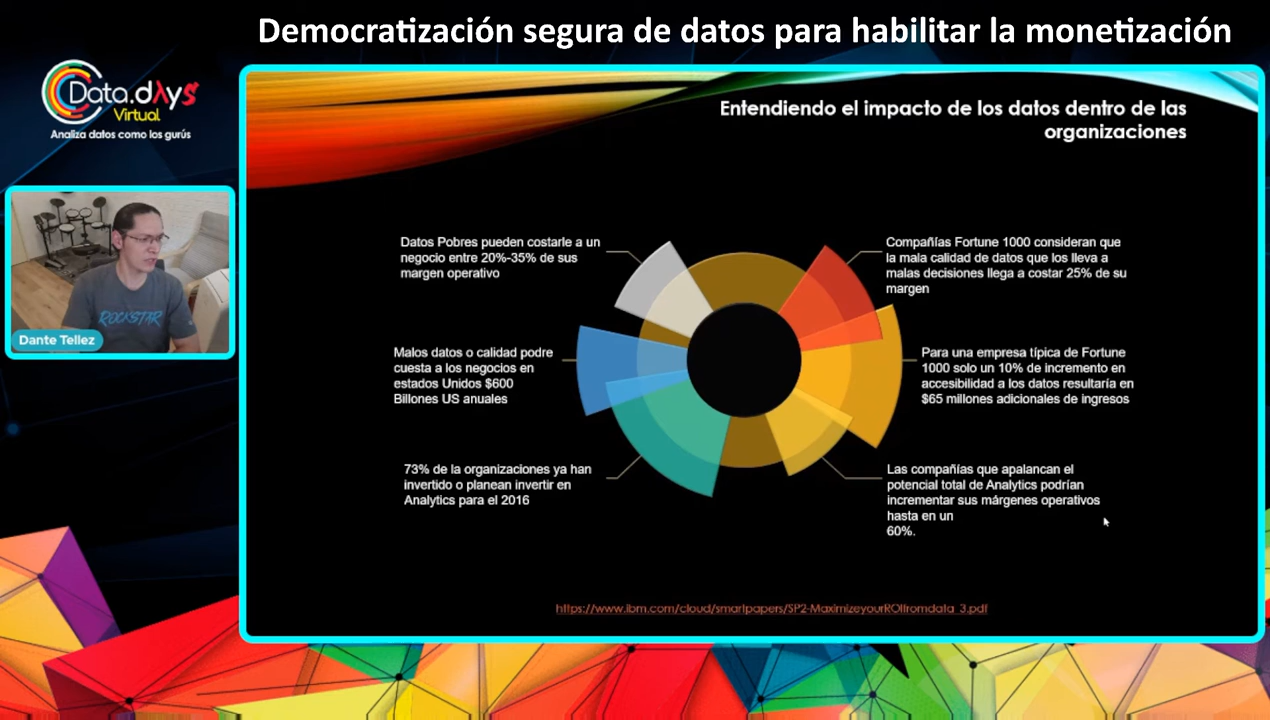 Democratización segura de datos para habilitar la monetización
Data.dAys
Virtual
Analiza datos como los gurús
ROCKSTAR
Dante Tellez
Entendiendo el impacto de los datos dentro de las
organizaciones
Datos Pobres pueden costarle a un
negocio entre 20%-35% de sus
margen operativo
Malos datos o calidad podre
cuesta a los negocios en
estados Unidos $600
Billones US anuales
73% de la organizaciones ya han
invertido o planean invertir en
Analytics para el 2016
Compañías Fortune 1000 consideran que
la mala calidad de datos que los lleva a
malas decisiones llega a costar 25% de su
margen
Para una empresa típica de Fortune
1000 solo un 10% de incremento en
accesibilidad a los datos resultaría en
$65 millones adicionales de ingresos
Las compañías que apalancan el
potencial total de Analytics podrían
incrementar sus márgenes operativos
hasta en un
60%.
https://www.ibm.com/cloud/smartpapers/SP2-MaximizeyourROIfromdata_3.pdf